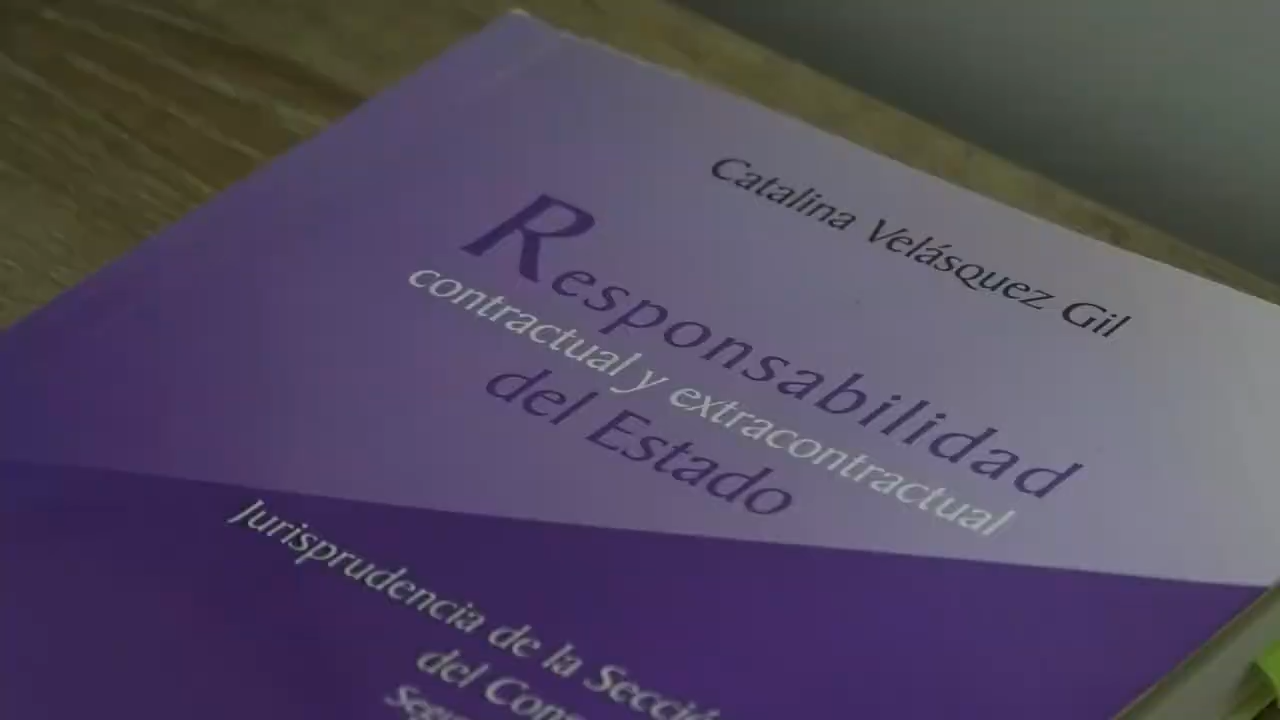 Catalina Velásquez Gil
Responsabilidad
contractual y extracontractual
del Estado
Jurisprudencia de la
del